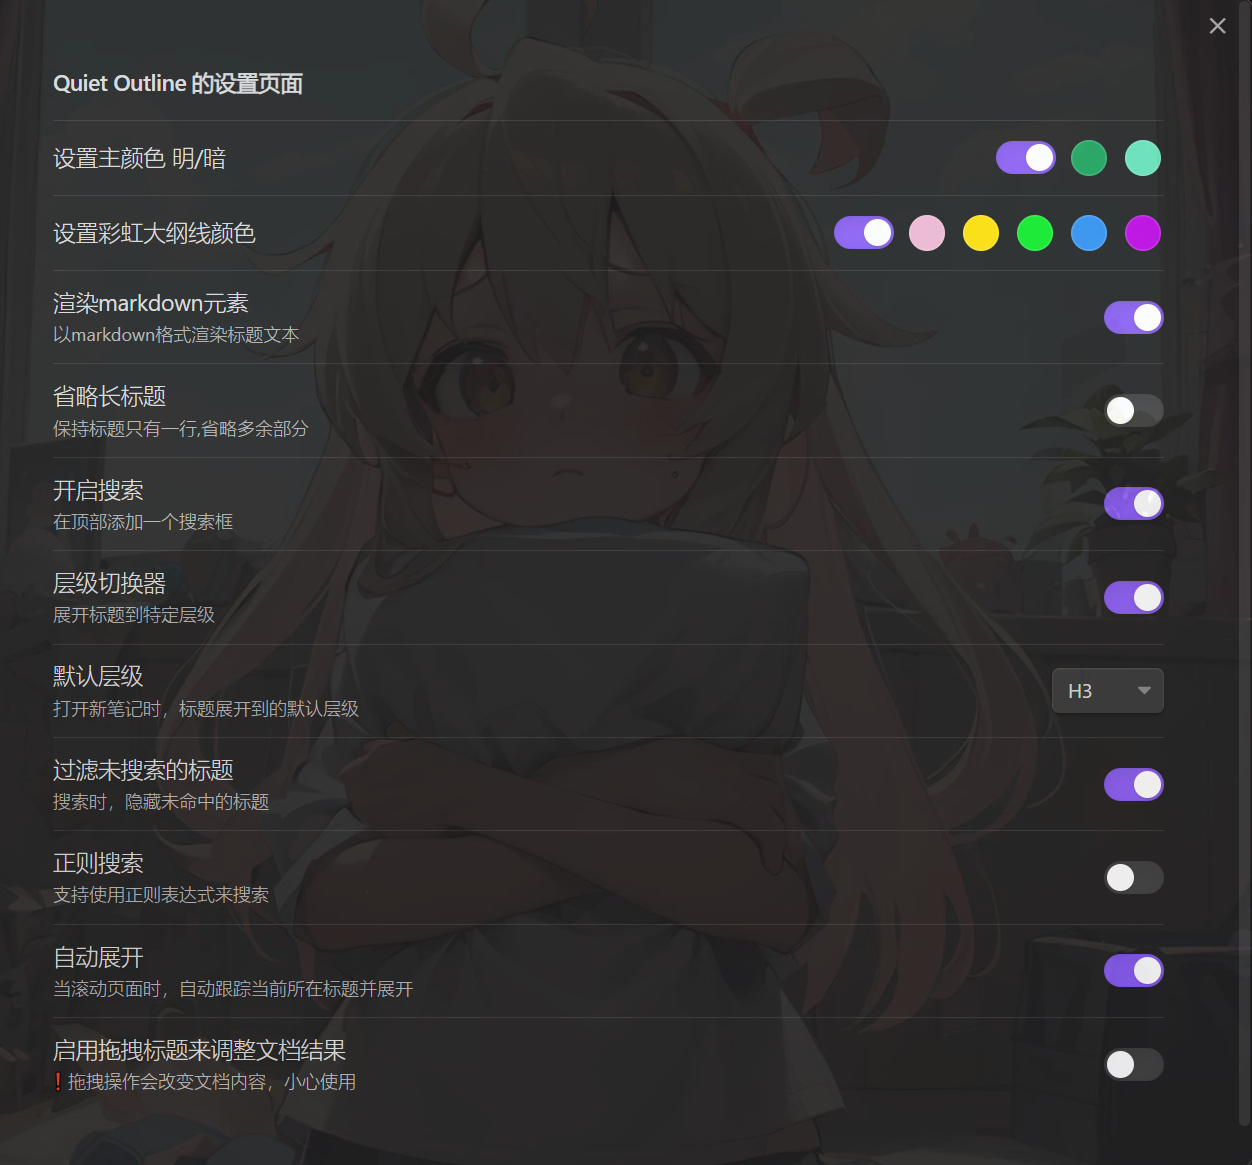 Quiet Outline 的设置页面
设置主颜色 明/暗
设置彩虹大纲线颜色
渲染markdown元素
以markdown格式渲染标题文本
省略长标题
保持标题只有一行,省略多余部分
开启搜索
在顶部添加一个搜索框
层级切换器
展开标题到特定层级
默认层级
打开新笔记时，标题展开到的默认层级
H3
过滤未搜索的标题
搜索时，隐藏未命中的标题
正则搜索
支持使用正则表达式来搜索
自动展开
当滚动页面时，自动跟踪当前所在标题并展开
启用拖拽标题来调整文档结果
❗拖拽操作会改变文档内容，小心使用